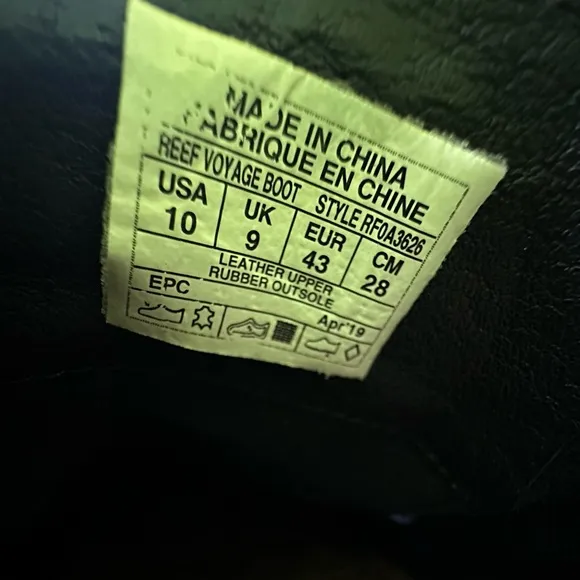 MADE IN CHINA
FABRIQUE EN CHINE
REEF VOYAGE BOOT STYLE RF0A3626
USA UK EUR CM
10 9 43 28
LEATHER UPPER
RUBBER OUTSOLE
EPC Apr'19